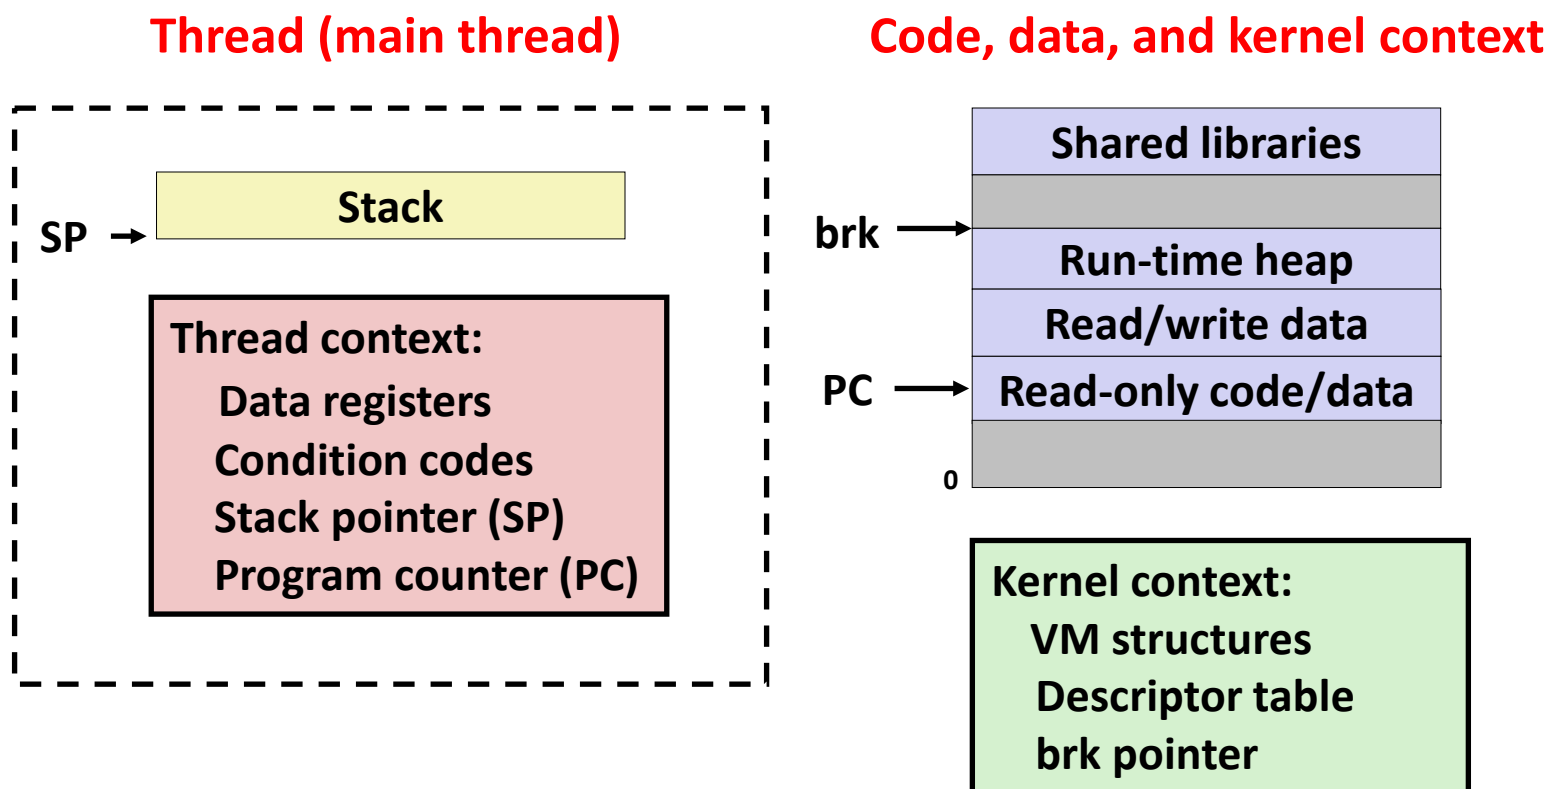 Thread (main thread)
Stack
SP
Thread context:
Data registers
Condition codes
Stack pointer (SP)
Program counter (PC)
Code, data, and kernel context
Shared libraries
brk
Run-time heap
Read/write data
PC
Read-only code/data
0
Kernel context:
VM structures
Descriptor table
brk pointer